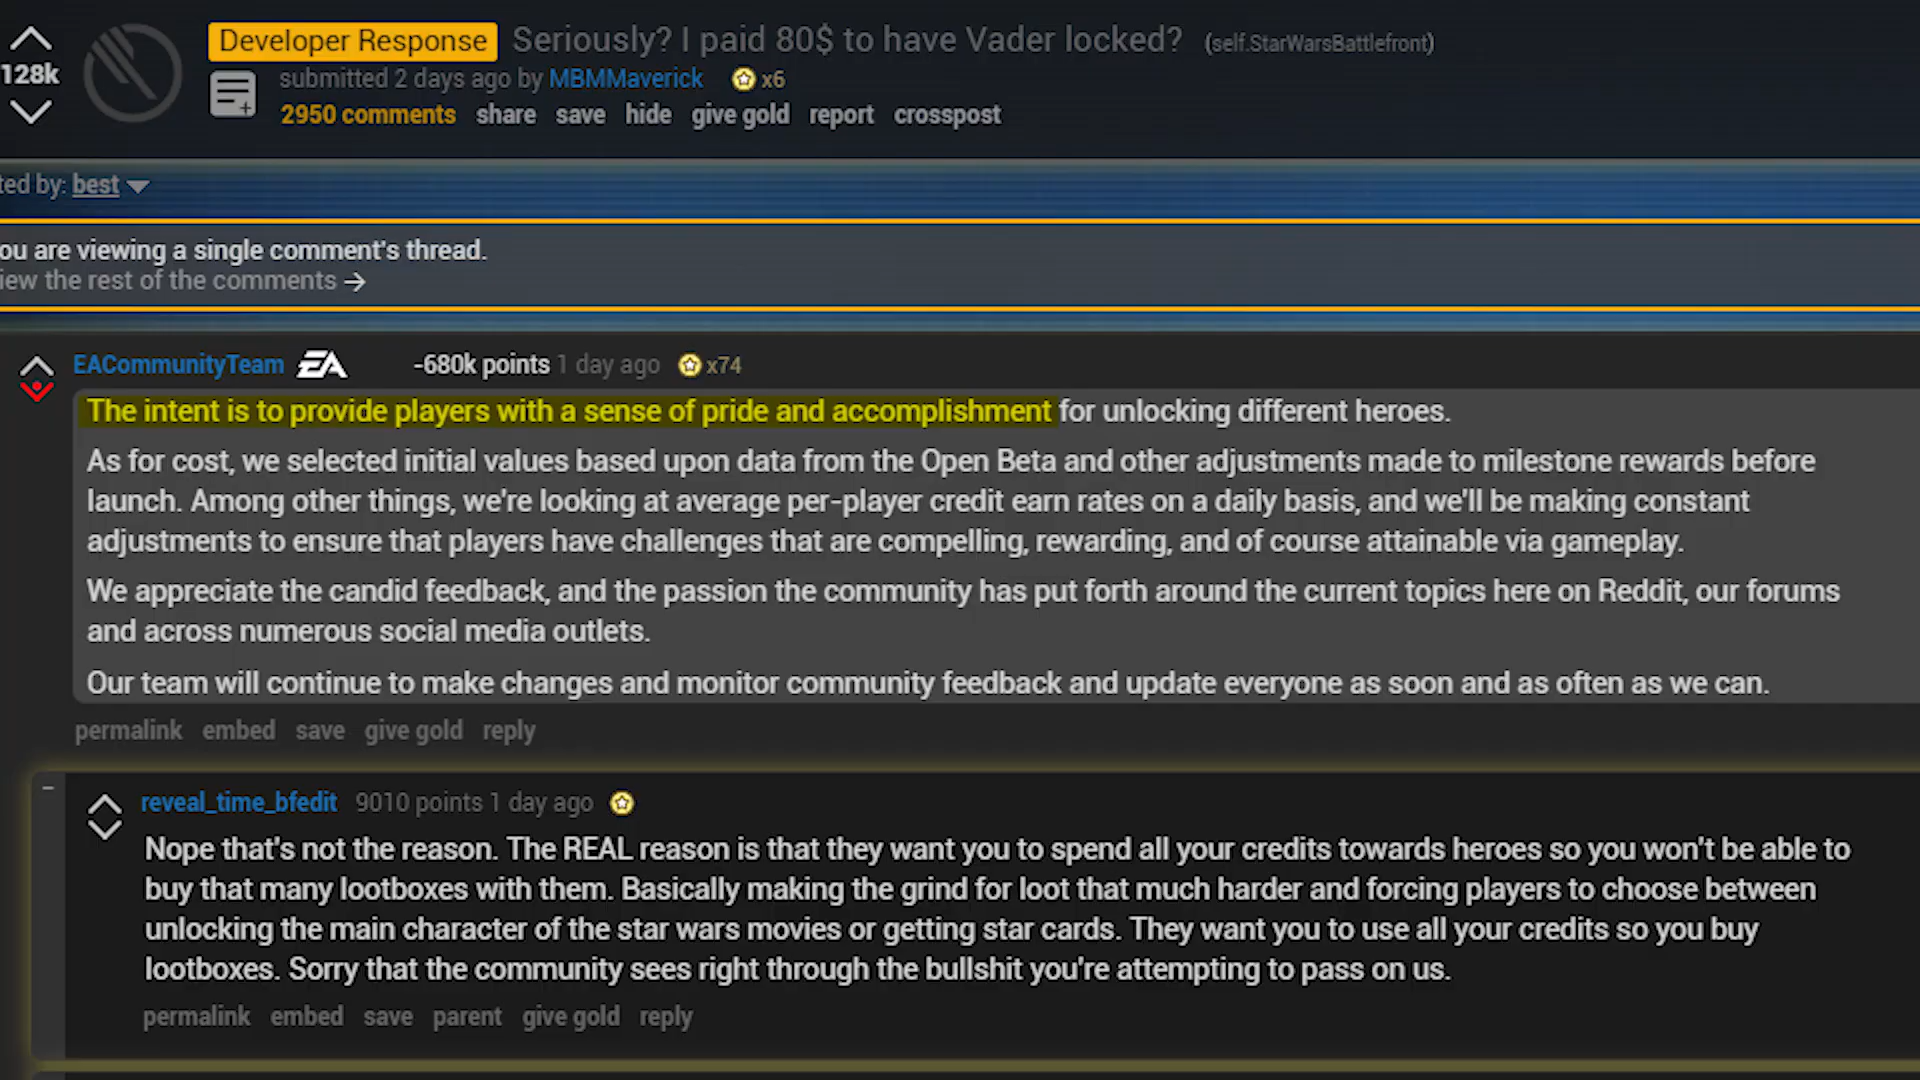 Developer Response Seriously? I paid 80$ to have Vader locked? (self.StarWarsBattlefront)
128k
submitted 2 days ago by MBMMaverick x6
2950 comments share save hide give gold report crosspost
ted by: best
ou are viewing a single comment's thread.
iew the rest of the comments →
EACommunityTeam EA -680k points 1 day ago x74
The intent is to provide players with a sense of pride and accomplishment for unlocking different heroes.
As for cost, we selected initial values based upon data from the Open Beta and other adjustments made to milestone rewards before
launch. Among other things, we're looking at average per-player credit earn rates on a daily basis, and we'll be making constant
adjustments to ensure that players have challenges that are compelling, rewarding, and of course attainable via gameplay.
We appreciate the candid feedback, and the passion the community has put forth around the current topics here on Reddit, our forums
and across numerous social media outlets.
Our team will continue to make changes and monitor community feedback and update everyone as soon and as often as we can.
permalink embed save give gold reply
reveal_time_bfedit 9010 points 1 day ago
Nope that's not the reason. The REAL reason is that they want you to spend all your credits towards heroes so you won't be able to
buy that many lootboxes with them. Basically making the grind for loot that much harder and forcing players to choose between
unlocking the main character of the star wars movies or getting star cards. They want you to use all your credits so you buy
lootboxes. Sorry that the community sees right through the bullshit you're attempting to pass on us.
permalink embed save parent give gold reply